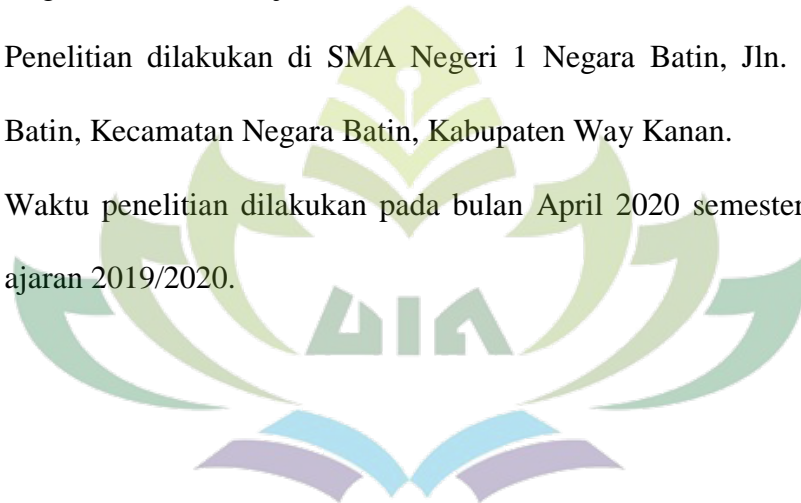 Penelitian dilakukan di SMA Negeri 1 Negara Batin, Jln.
Batin, Kecamatan Negara Batin, Kabupaten Way Kanan.
Waktu penelitian dilakukan pada bulan April 2020 semester
ajaran 2019/2020.
UIN